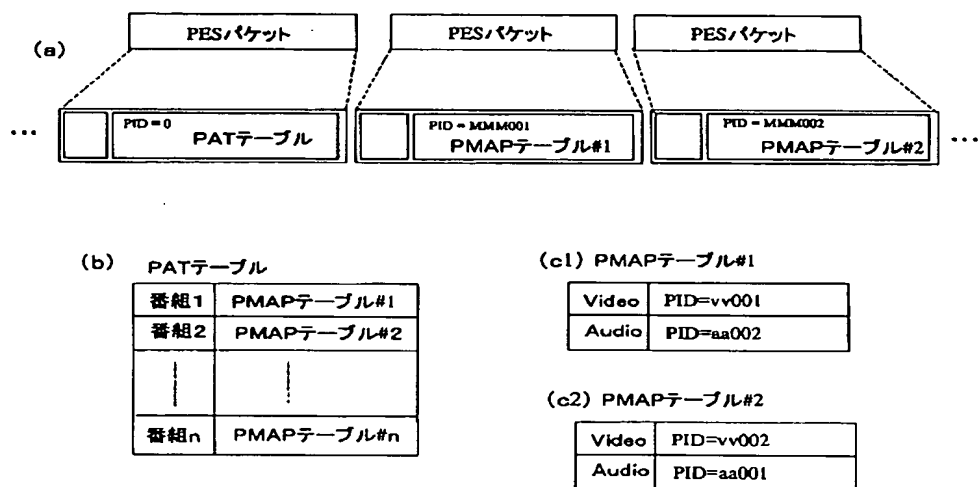 (a)
PESパケット PESパケット PESパケット
… PID=0 PID=MMM001 PID=MMM002 …
PATテーブル PMAPテーブル#1 PMAPテーブル#2
(b) PATテーブル
番組1 PMAPテーブル#1
番組2 PMAPテーブル#2
番組n PMAPテーブル#n
(c1) PMAPテーブル#1
Video PID=vv001
Audio PID=aa002
(c2) PMAPテーブル#2
Video PID=vv002
Audio PID=aa001